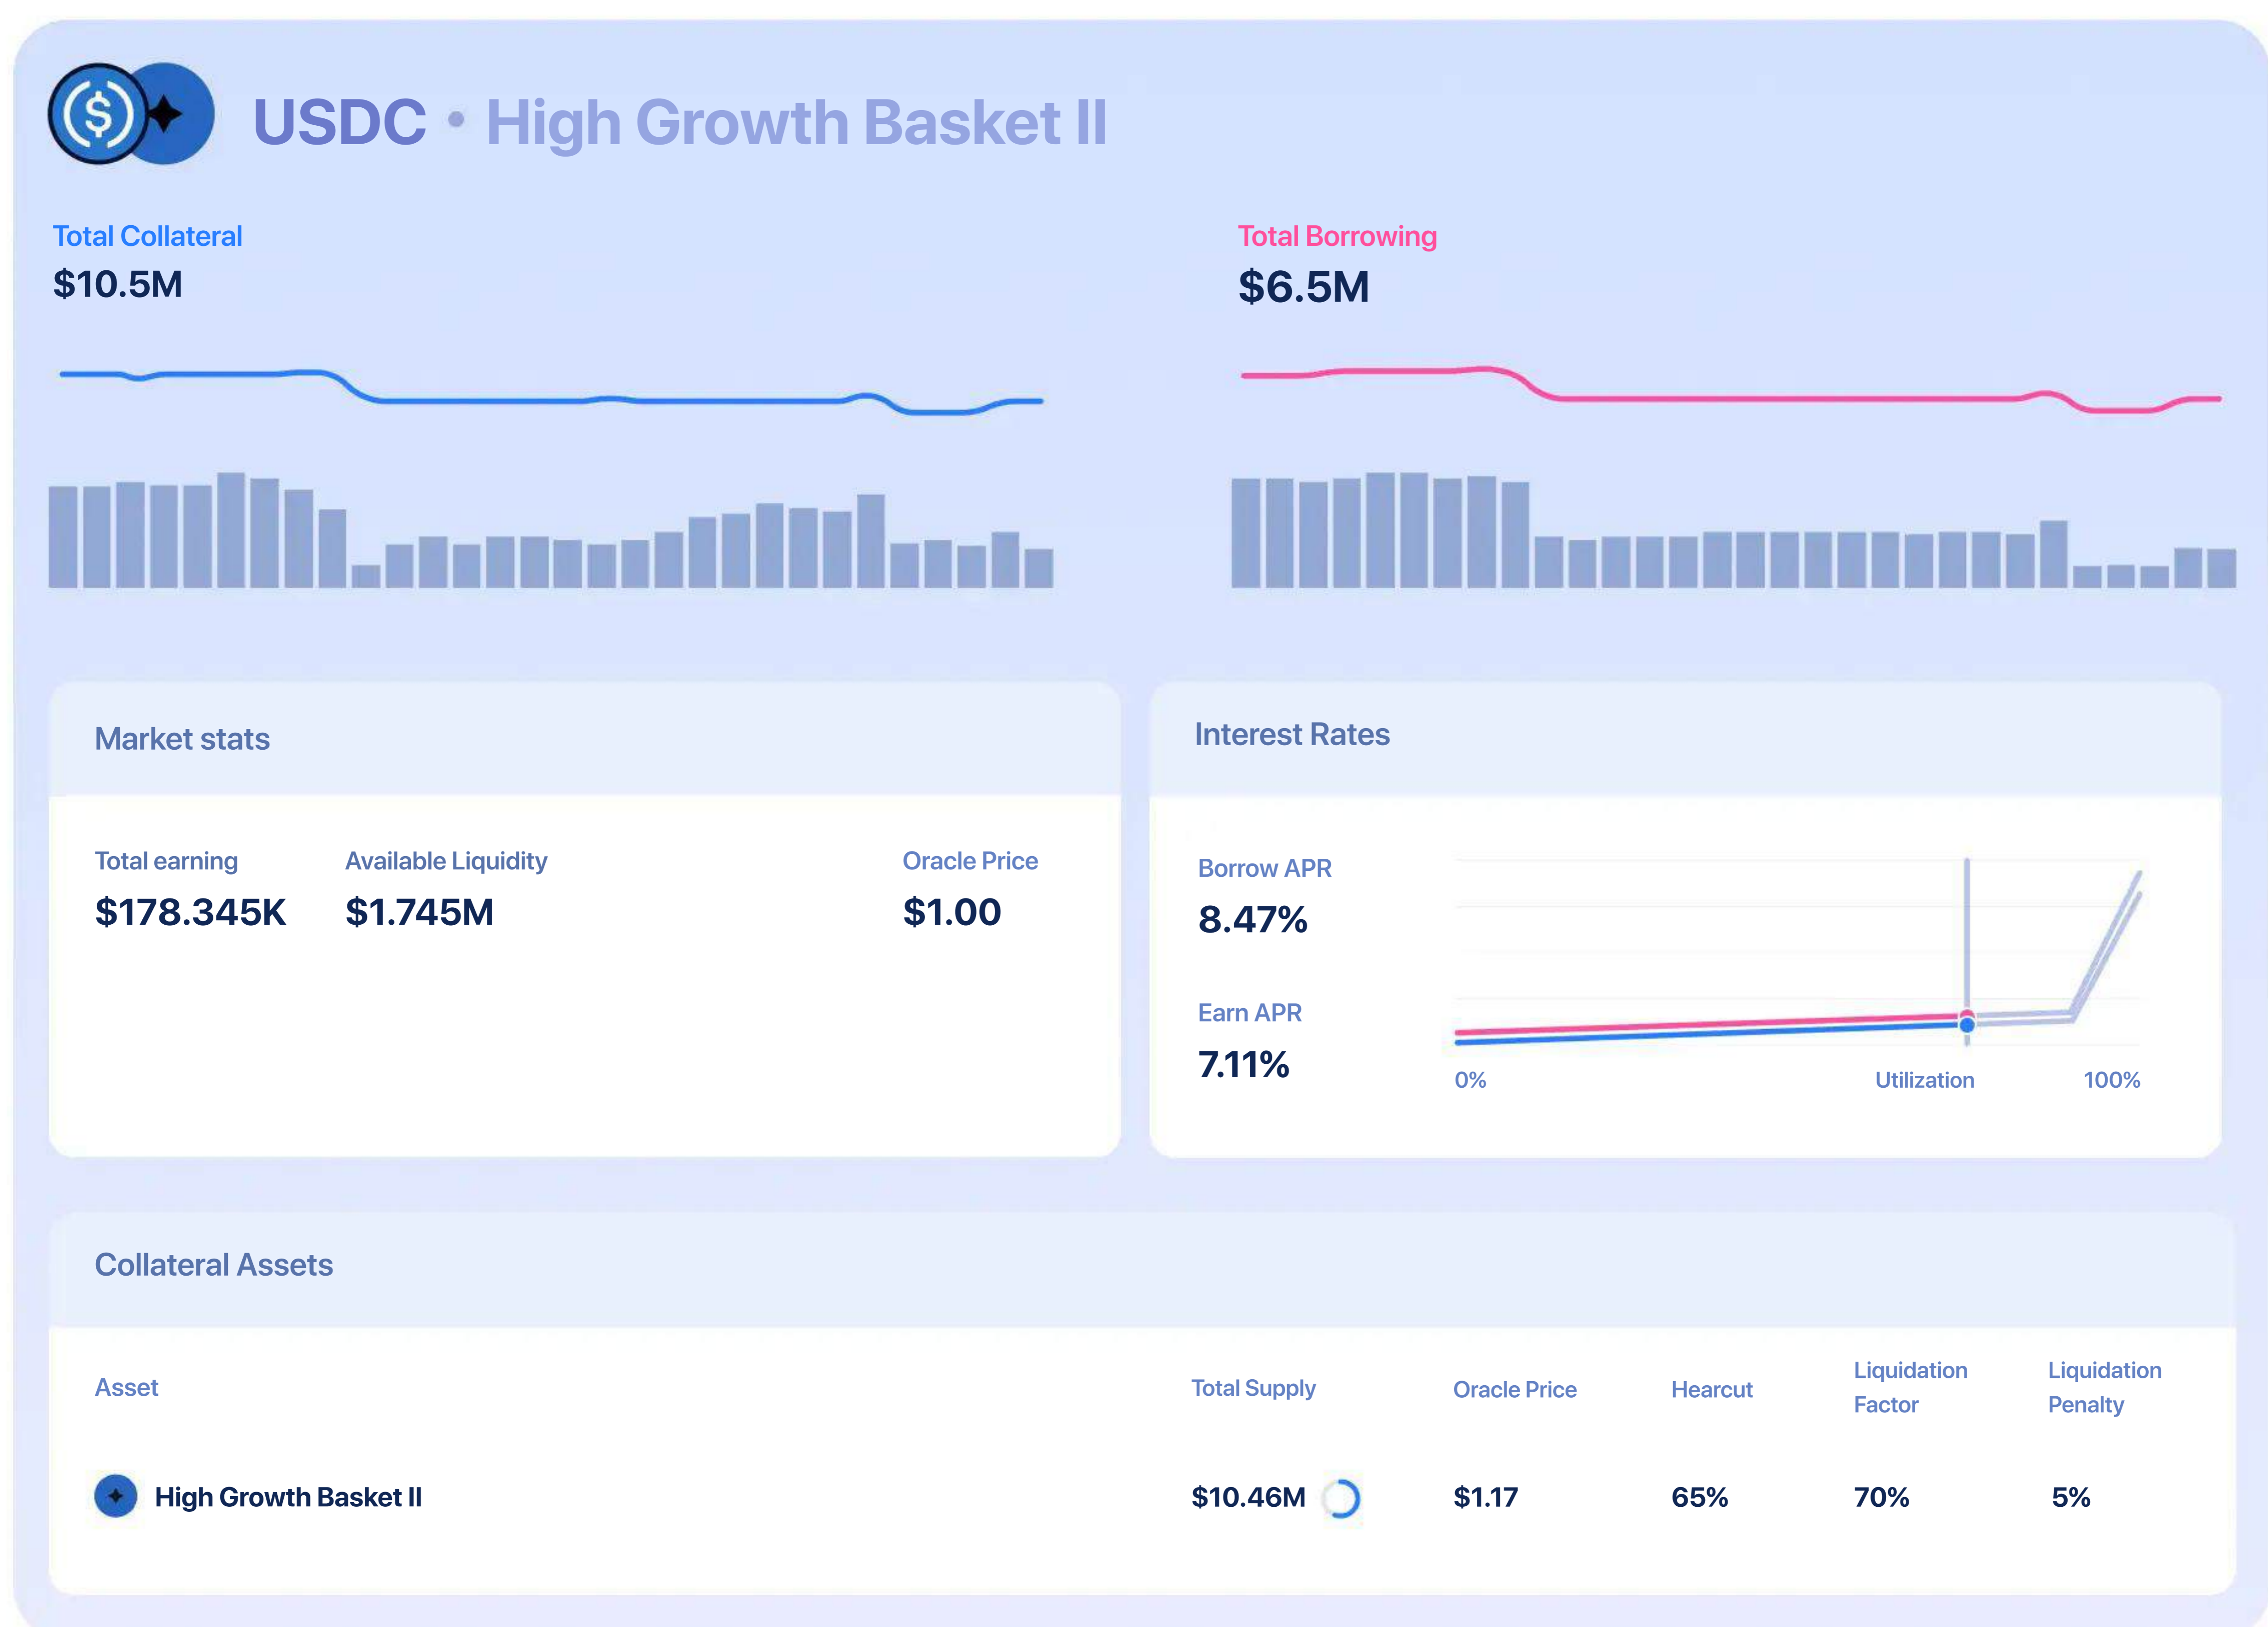 USDC • High Growth Basket II
Total Collateral
$10.5M
Total Borrowing
$6.5M
Market stats
Total earning
$178.345K
Available Liquidity
$1.745M
Oracle Price
$1.00
Interest Rates
Borrow APR
8.47%
Earn APR
7.11%
0% Utilization 100%
Collateral Assets
Asset Total Supply Oracle Price Hearcut Liquidation Factor Liquidation Penalty
High Growth Basket II $10.46M $1.17 65% 70% 5%